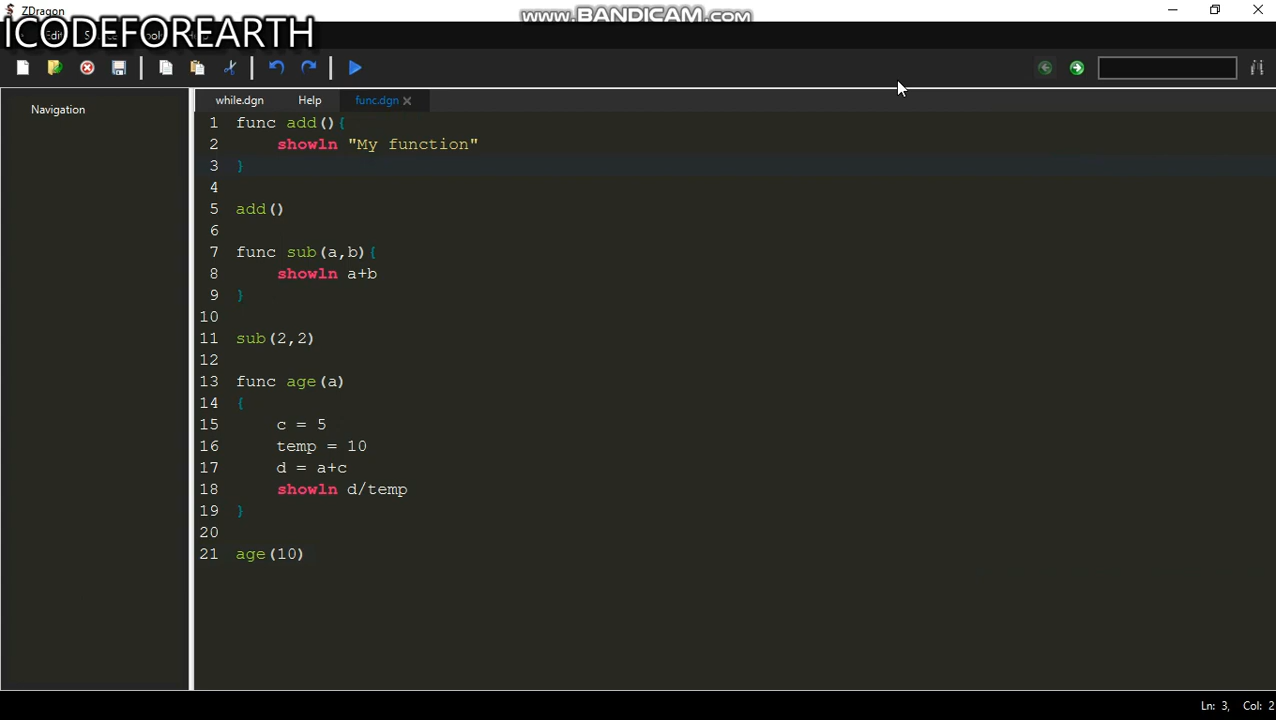 ZDragon
www.BANDICAM.com
ICODEFOREARTH
Navigation
while.dgn Help func.dgn
1 func add(){
2 showln "My function"
3 }
4
5 add()
6
7 func sub(a,b){
8 showln a+b
9 }
10
11 sub(2,2)
12
13 func age(a)
14 {
15 c = 5
16 temp = 10
17 d = a+c
18 showln d/temp
19 }
20
21 age(10)
Ln: 3, Col: 2